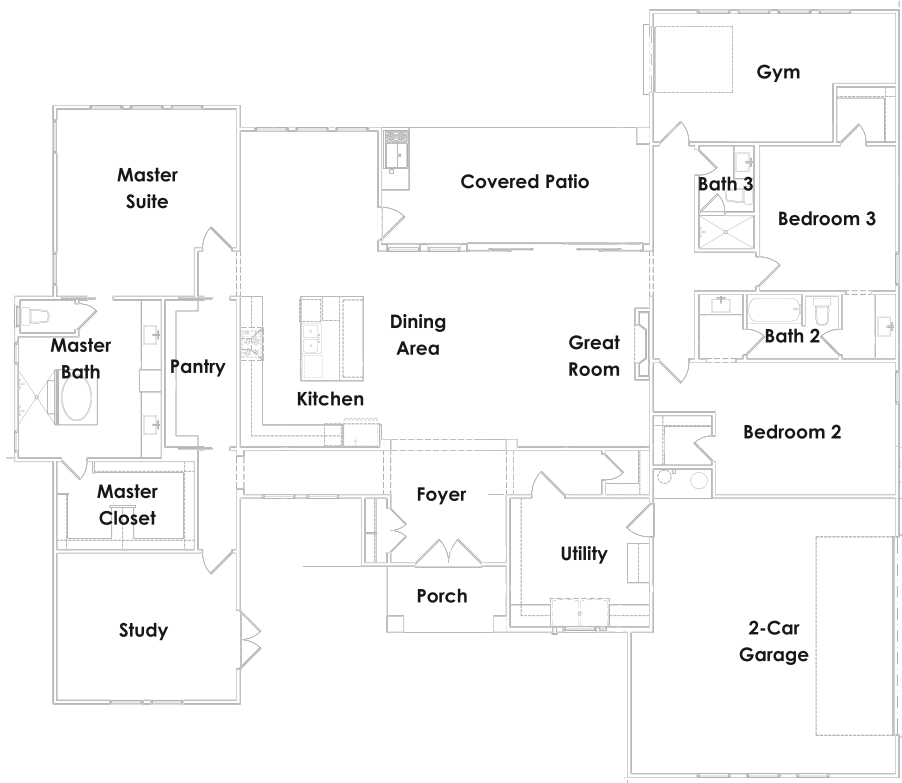 Gym
Master
Suite
Covered Patio
Bath 3
Bedroom 3
Dining
Area
Great
Room
Bath 2
Master
Bath
Pantry
Kitchen
Bedroom 2
Master
Closet
Foyer
Utility
Porch
Study
2-Car
Garage